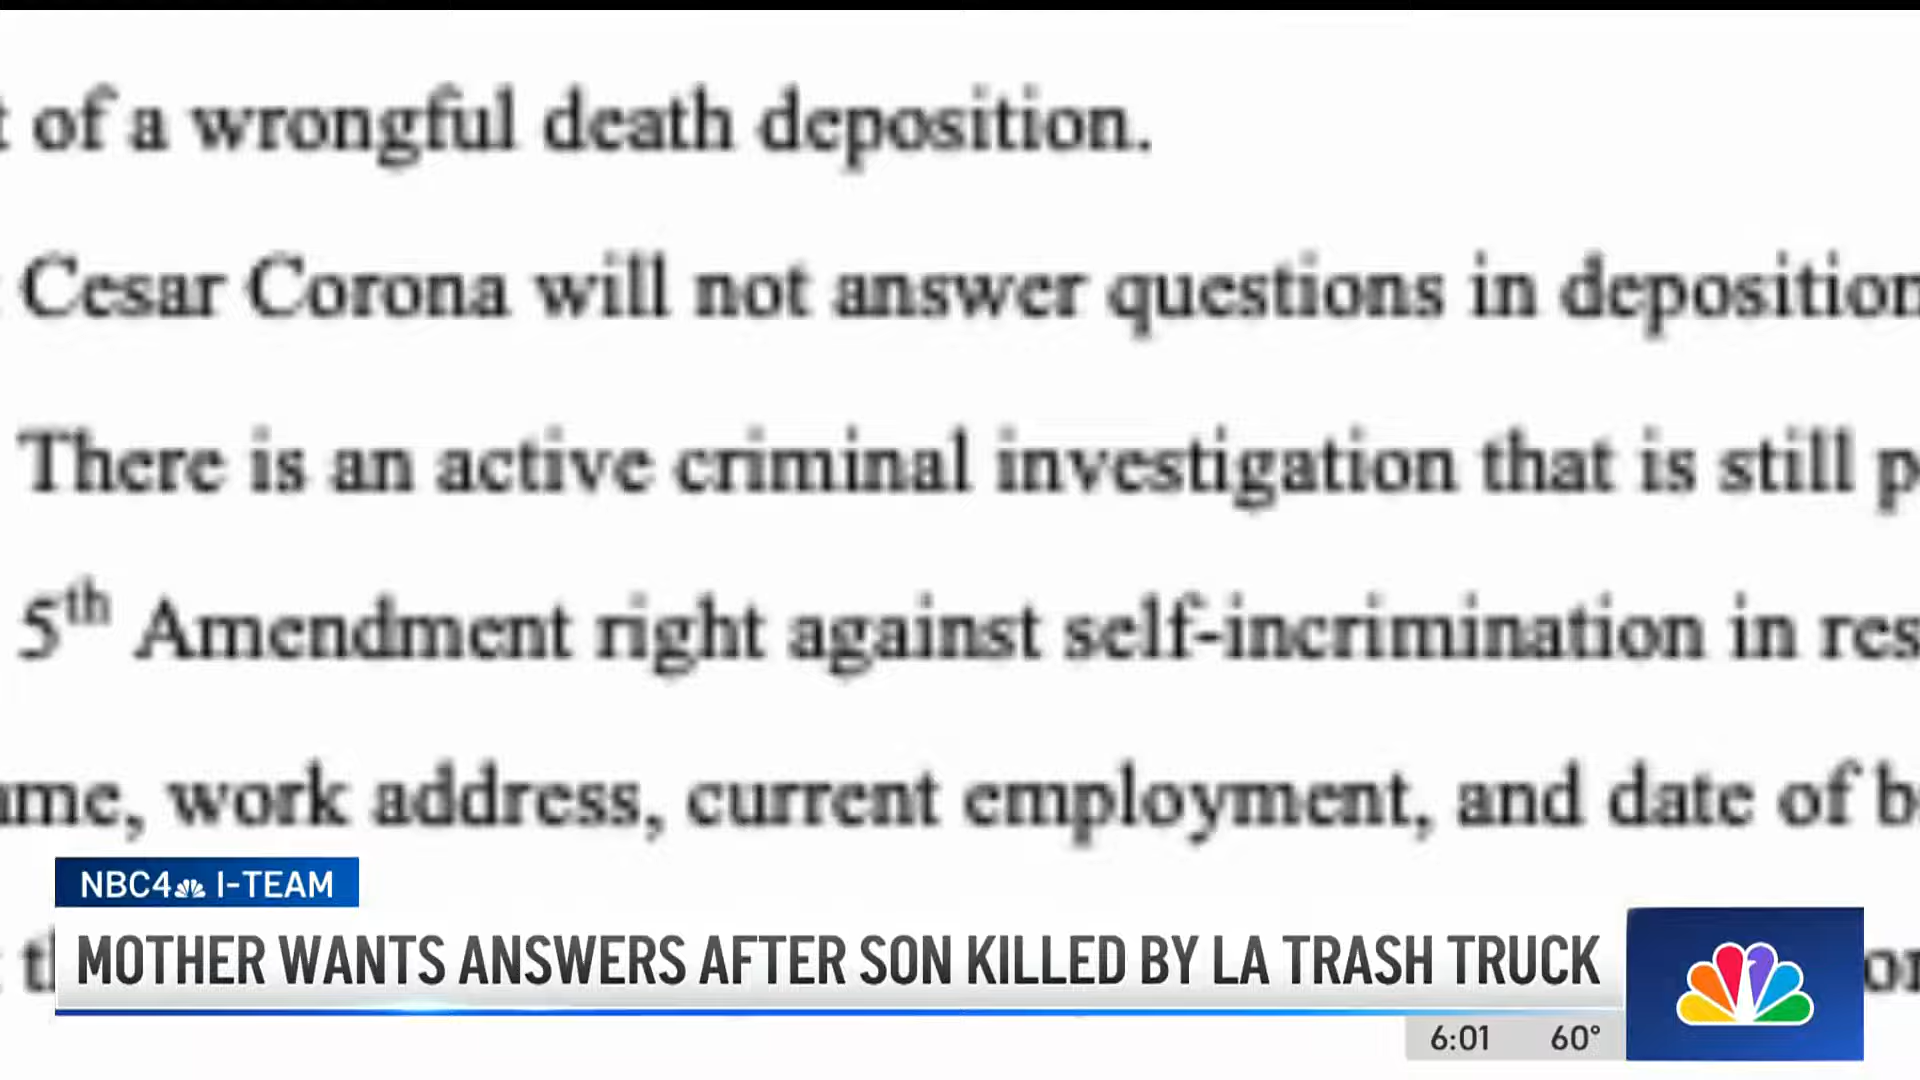 of a wrongful death deposition.
Cesar Corona will not answer questions in deposition
There is an active criminal investigation that is still
5th Amendment right against self-incrimination in
work address, current employment, and date of
NBC4 I-TEAM
MOTHER WANTS ANSWERS AFTER SON KILLED BY LA TRASH TRUCK
6:01 60°